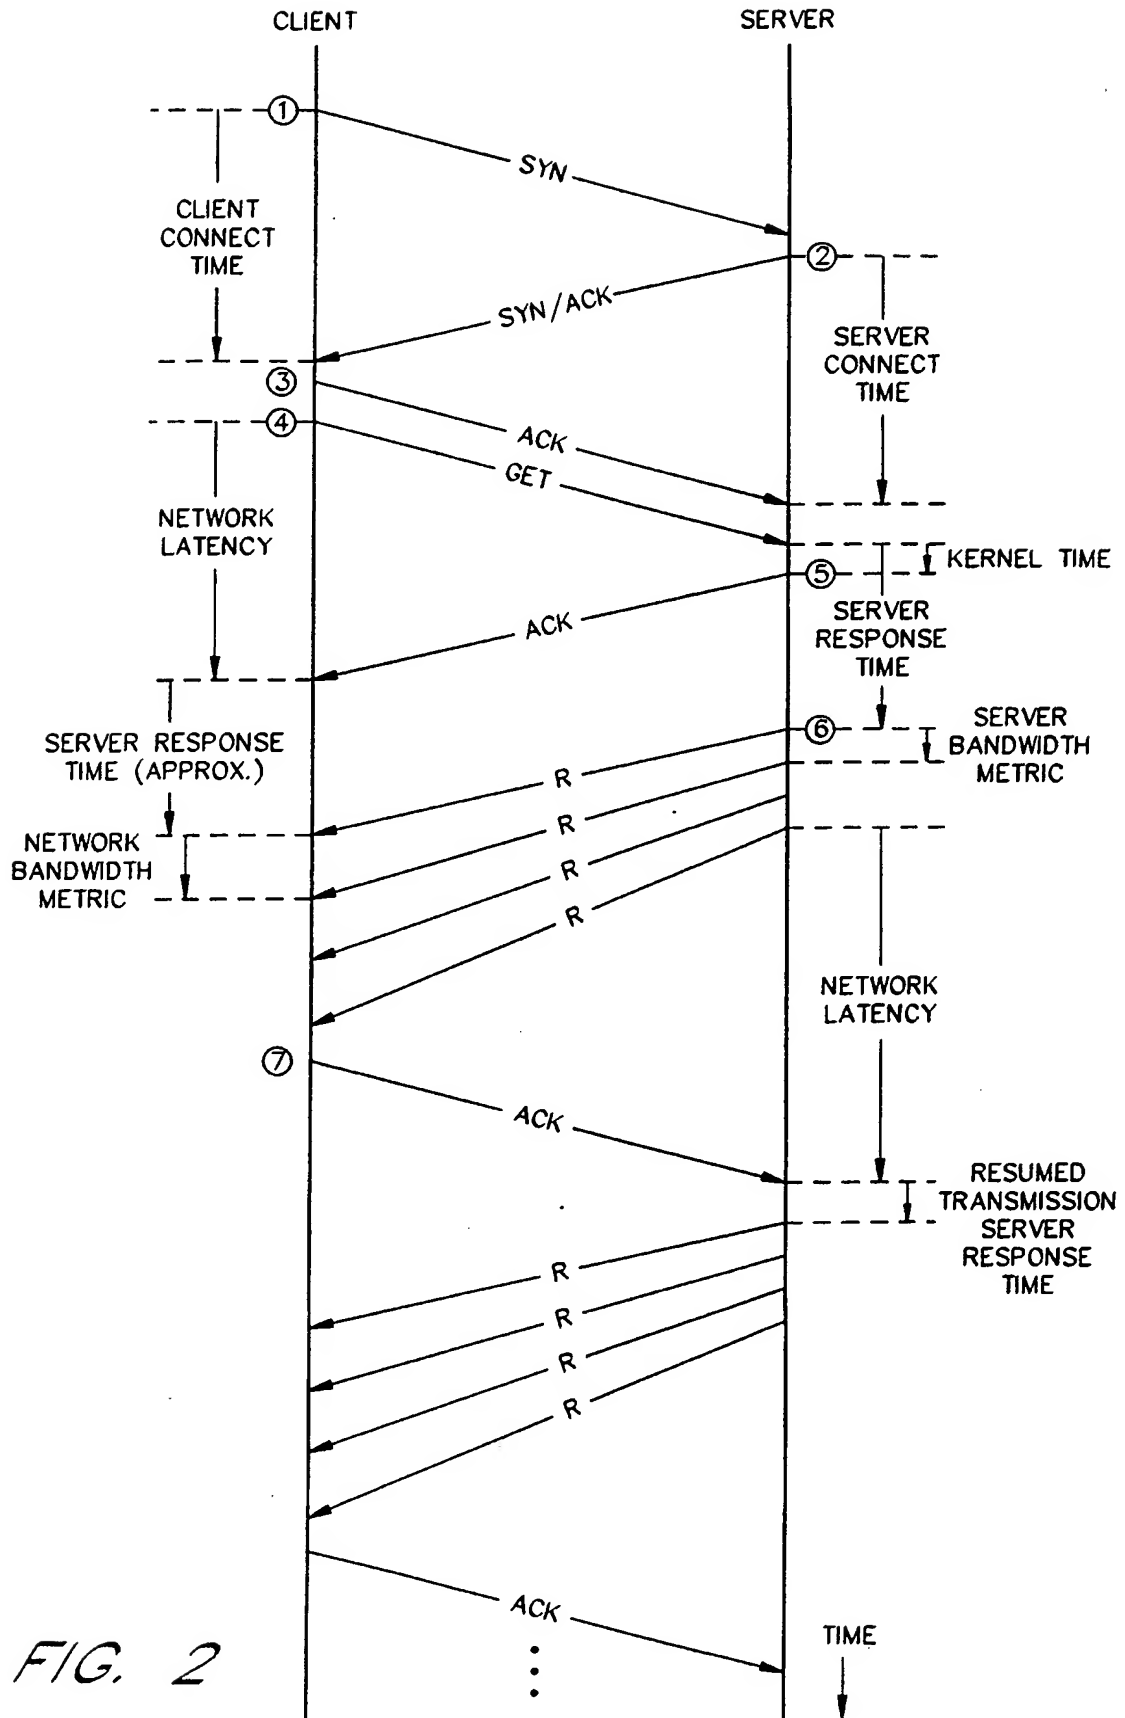 CLIENT
SERVER
①
SYN
CLIENT
CONNECT
TIME
②
SYN/ACK
SERVER
CONNECT
TIME
③
④
ACK
GET
NETWORK
LATENCY
KERNEL TIME
⑤
ACK
SERVER
RESPONSE
TIME
⑥
SERVER
BANDWIDTH
METRIC
SERVER RESPONSE
TIME (APPROX.)
R
R
R
R
NETWORK
BANDWIDTH
METRIC
NETWORK
LATENCY
⑦
ACK
RESUMED
TRANSMISSION
SERVER
RESPONSE
TIME
R
R
R
R
ACK
TIME
FIG. 2